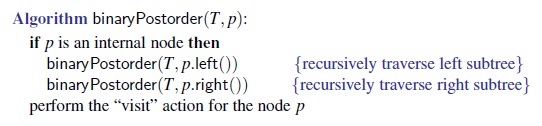 Algorithm binaryPostorder(T, p):
if p is an internal node then
binaryPostorder(T, p.left()) {recursively traverse left subtree}
binaryPostorder(T, p.right()) {recursively traverse right subtree}
perform the “visit” action for the node p